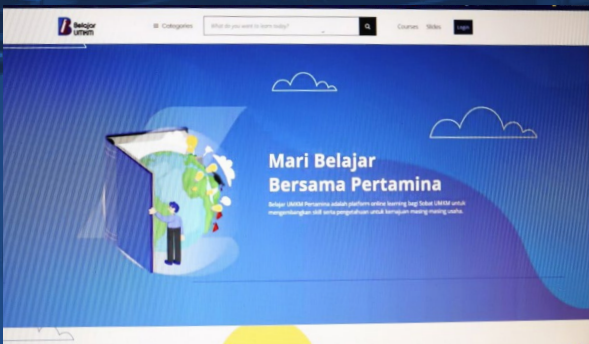 Belajar
UMKM
Categories
What do you want to learn today?
Courses
Slides
Login
Mari Belajar
Bersama Pertamina
Belajar UMKM Pertamina adalah platform online learning bagi Sobat UMKM untuk
mengembangkan skill serta pengetahuan untuk kemajuan masing-masing usaha.